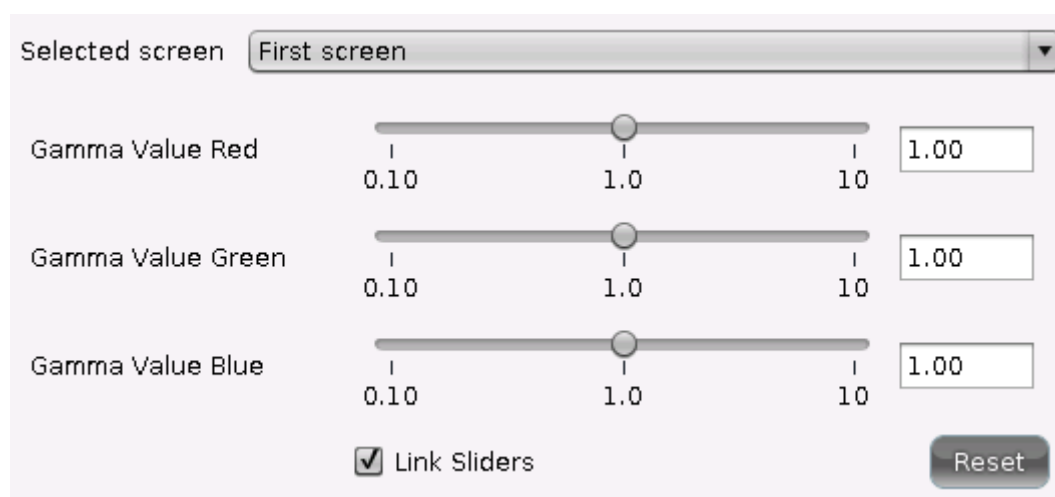 Selected screen First screen
Gamma Value Red 1.00
0.10 1.0 10
Gamma Value Green 1.00
0.10 1.0 10
Gamma Value Blue 1.00
0.10 1.0 10
Link Sliders Reset